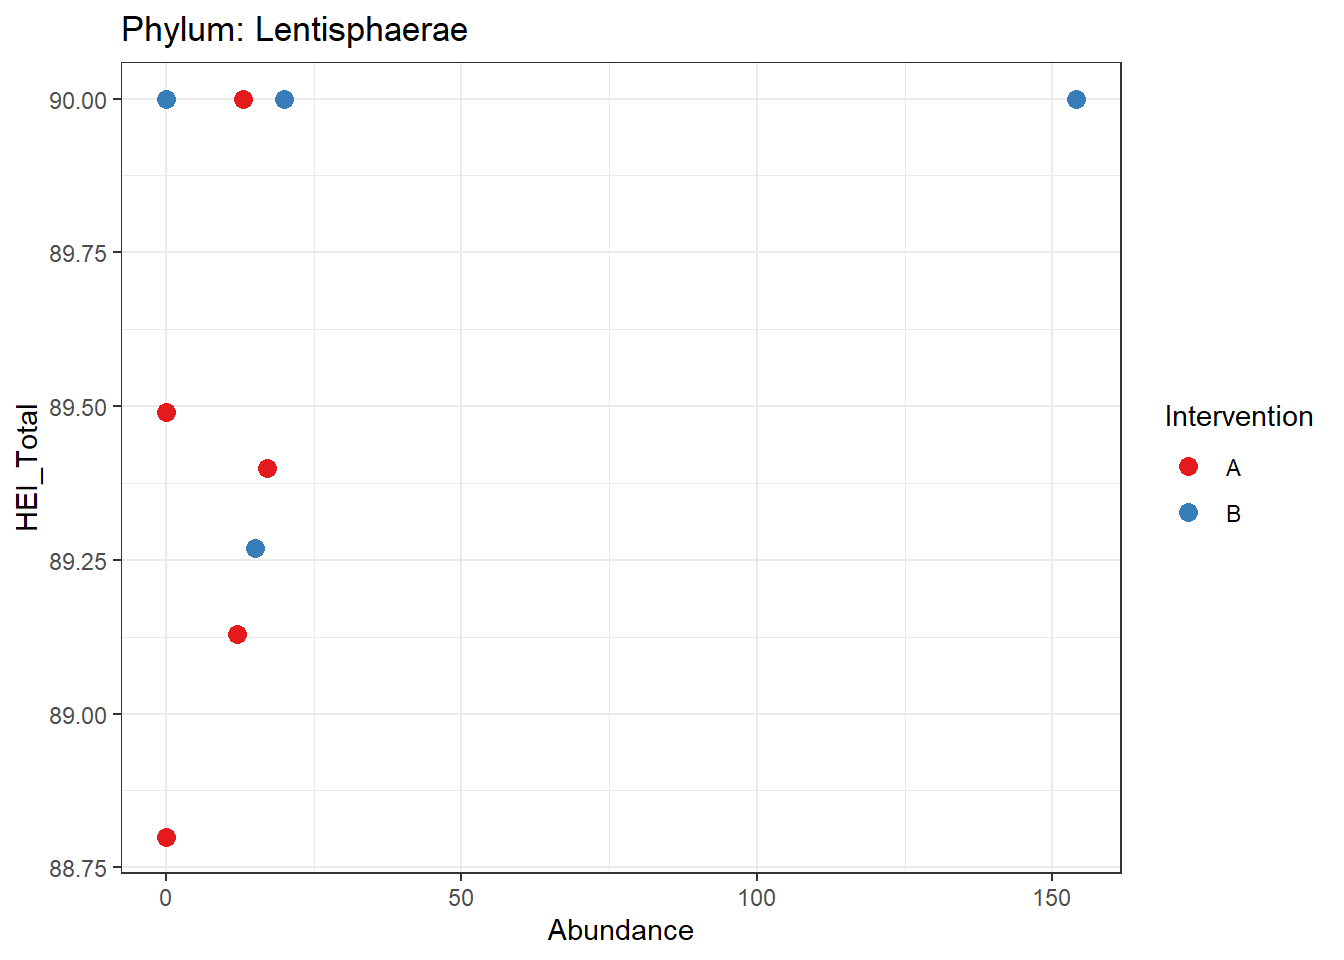 Phylum: Lentisphaerae
90.00
89.75
89.50
89.25
89.00
88.75
HEI_Total
0
50
100
150
Abundance
Intervention
A
B